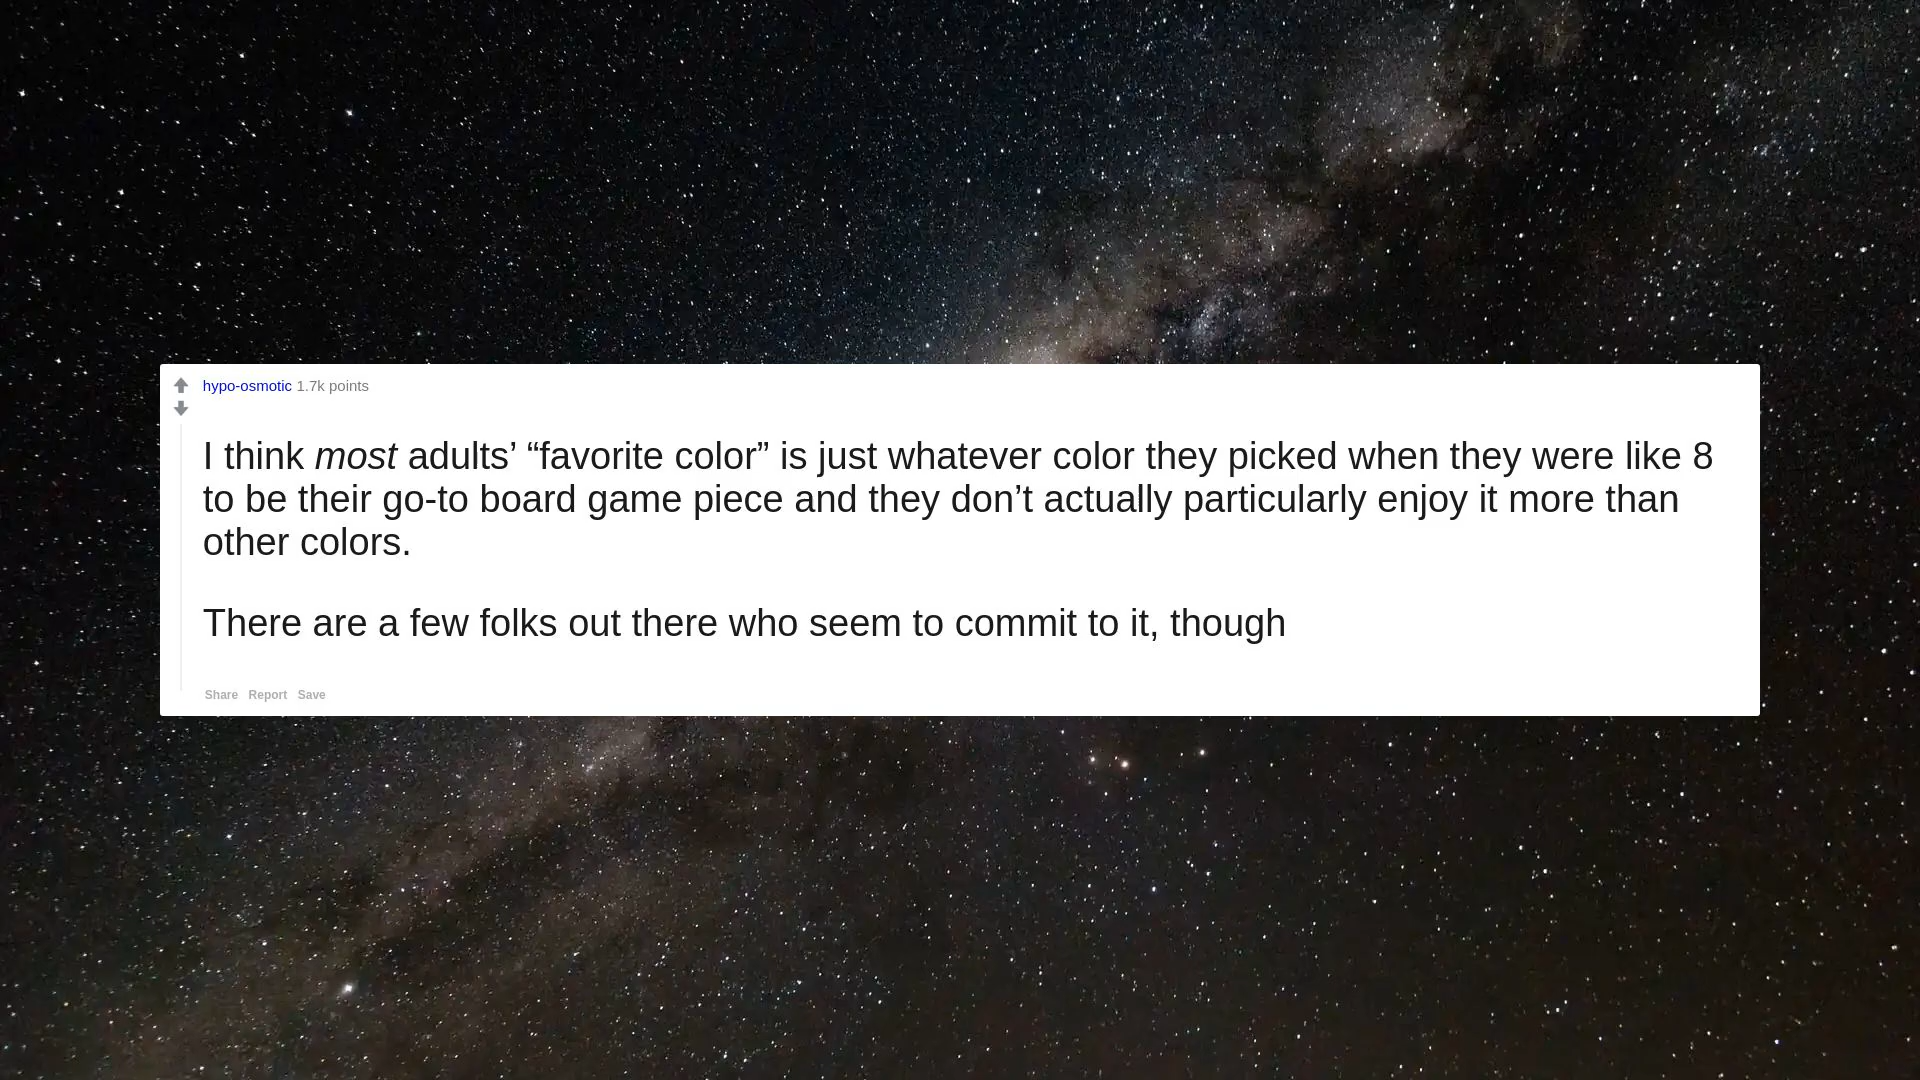 hypo-osmotic 1.7k points
I think most adults’ “favorite color” is just whatever color they picked when they were like 8
to be their go-to board game piece and they don’t actually particularly enjoy it more than
other colors.
There are a few folks out there who seem to commit to it, though
Share Report Save